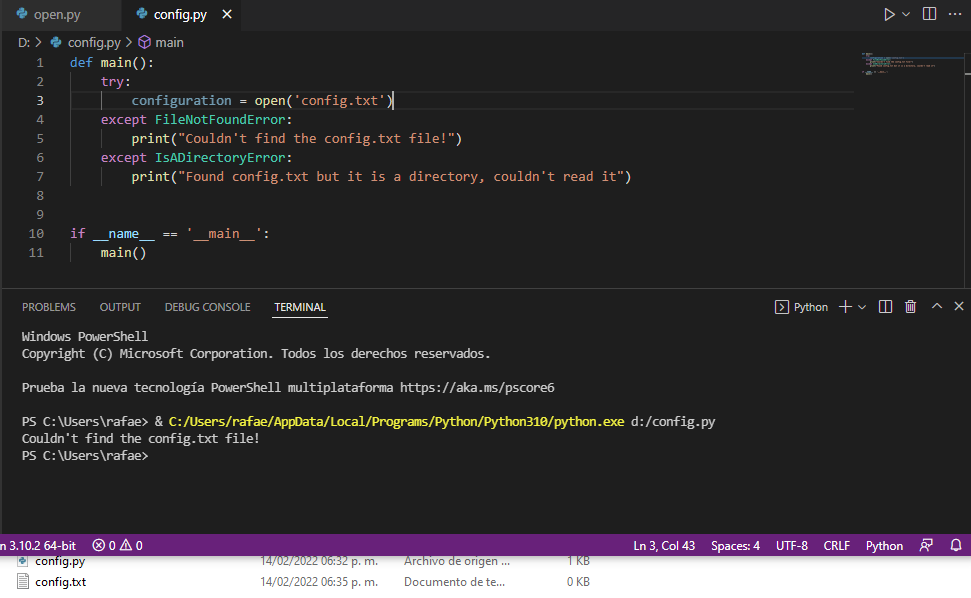 open.py config.py
D: > config.py > main
1 def main():
2 try:
3 configuration = open('config.txt')
4 except FileNotFoundError:
5 print("Couldn't find the config.txt file!")
6 except IsADirectoryError:
7 print("Found config.txt but it is a directory, couldn't read it")
8
9
10 if __name__ == '__main__':
11 main()
PROBLEMS OUTPUT DEBUG CONSOLE TERMINAL Python
Windows PowerShell
Copyright (C) Microsoft Corporation. Todos los derechos reservados.
Prueba la nueva tecnología PowerShell multiplataforma https://aka.ms/pscore6
PS C:\Users\rafae> & C:/Users/rafae/AppData/Local/Programs/Python/Python310/python.exe d:/config.py
Couldn't find the config.txt file!
PS C:\Users\rafae>
n 3.10.2 64-bit 0 0 Ln 3, Col 43 Spaces: 4 UTF-8 CRLF Python
config.py 14/02/2022 06:32 p. m. Archivo de origen ... 1 KB
config.txt 14/02/2022 06:35 p. m. Documento de te... 0 KB